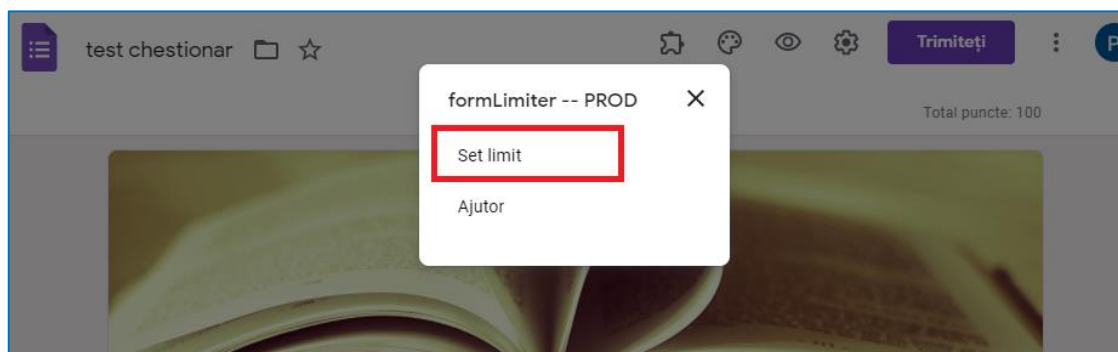 test chestionar
Trimiteți
P
formLimiter -- PROD
Total puncte: 100
Set limit
Ajutor